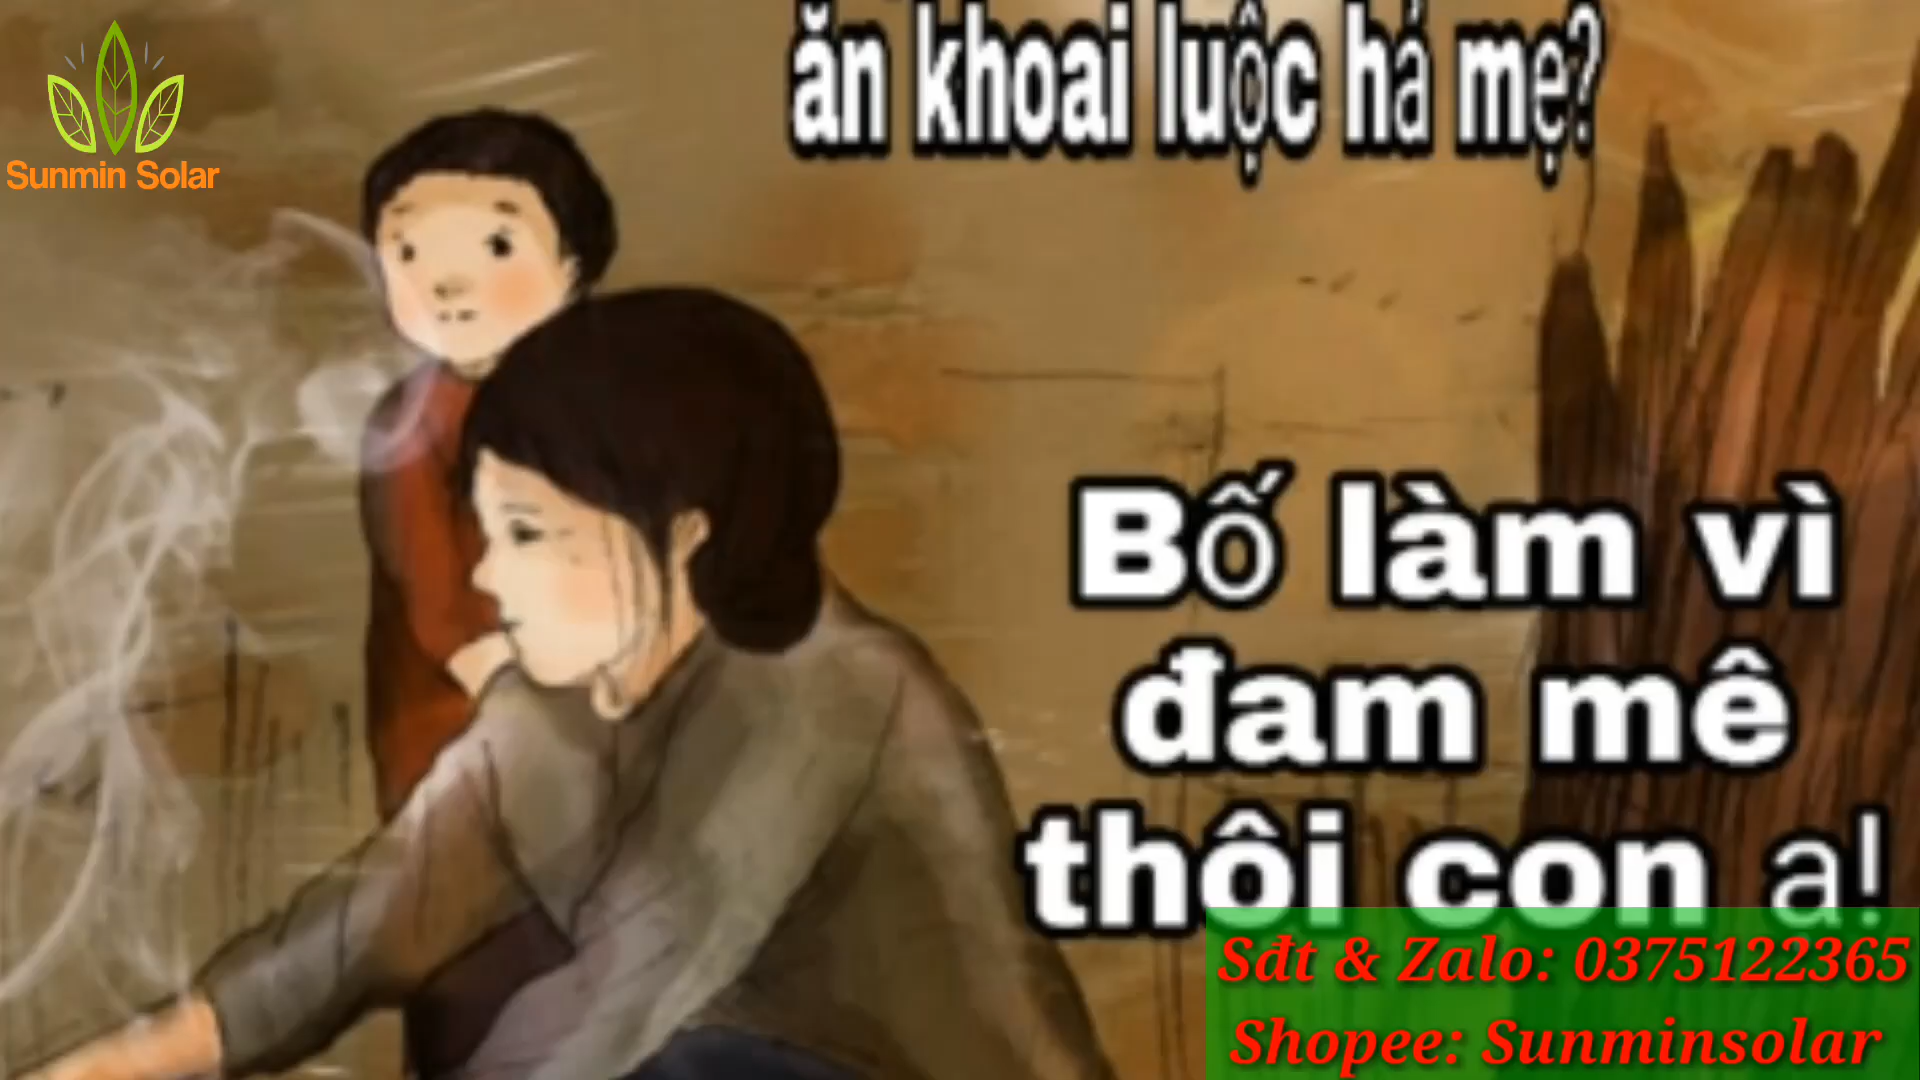 ăn khoai luộc hả mẹ?
Sunmin Solar
Bố làm vì
đam mê
thôi con ạ!
Sđt & Zalo: 0375122365
Shopee: Sunminsolar